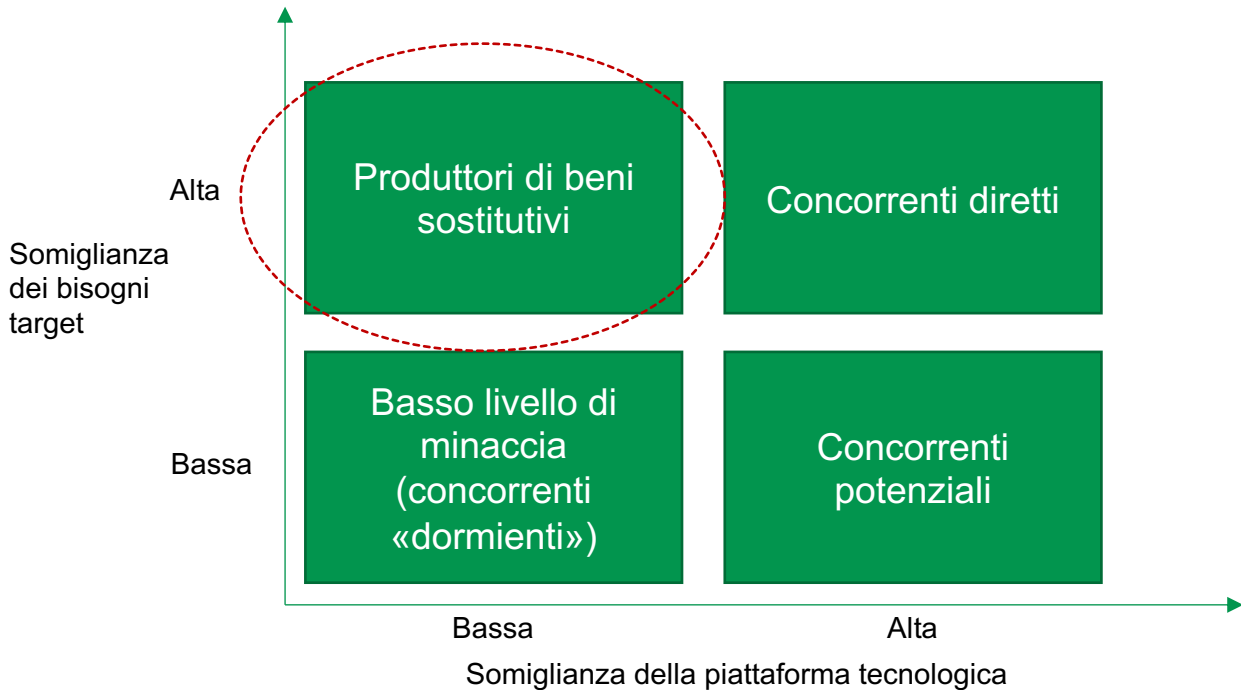 Alta
Produttori di beni
sostitutivi
Concorrenti diretti
Somiglianza
dei bisogni
target
Bassa
Basso livello di
minaccia
(concorrenti
«dormienti»)
Concorrenti
potenziali
Bassa
Alta
Somiglianza della piattaforma tecnologica